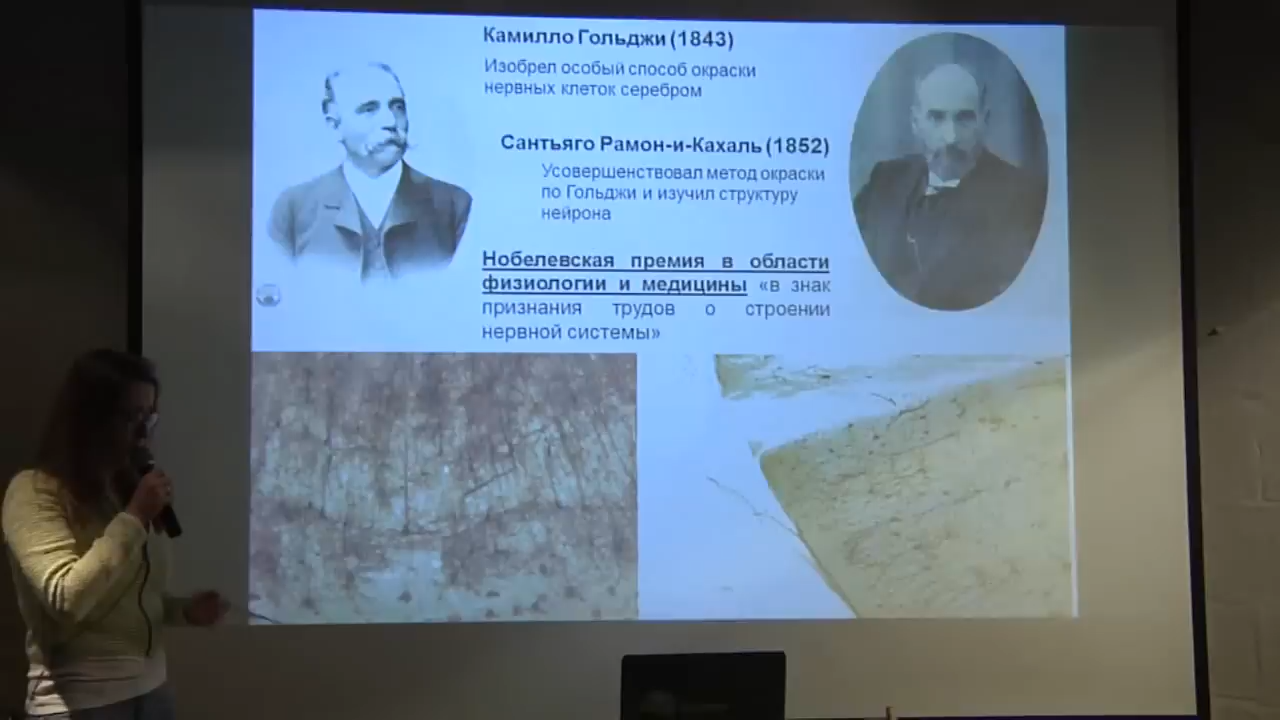 Камилло Гольджи (1843)
Изобрел особый способ окраски
нервных клеток серебром
Сантьяго Рамон-и-Кахаль (1852)
Усовершенствовал метод окраски
по Гольджи и изучил структуру
нейрона
Нобелевская премия в области
физиологии и медицины «в знак
признания трудов о строении
нервной системы»